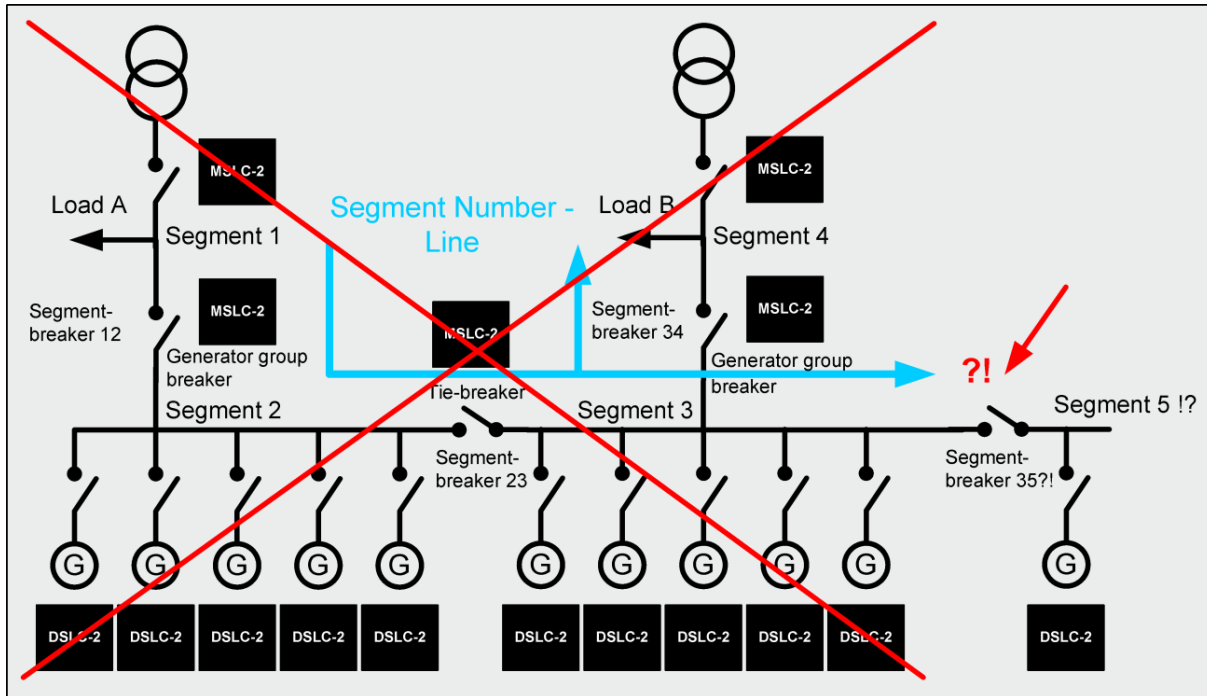 MSLC-2
MSLC-2
Load A
Segment Number -
Line
Load B
Segment 1
Segment 4
Segment-
breaker 12
MSLC-2
MSLC-2
Segment-
breaker 34
MSLC-2
Generator group
breaker
Generator group
breaker
?!
Tie-breaker
Segment 2
Segment 3
Segment 5 !?
Segment-
breaker 23
Segment-
breaker 35?!
G
G
G
G
G
G
G
G
G
G
G
DSLC-2
DSLC-2
DSLC-2
DSLC-2
DSLC-2
DSLC-2
DSLC-2
DSLC-2
DSLC-2
DSLC-2
DSLC-2